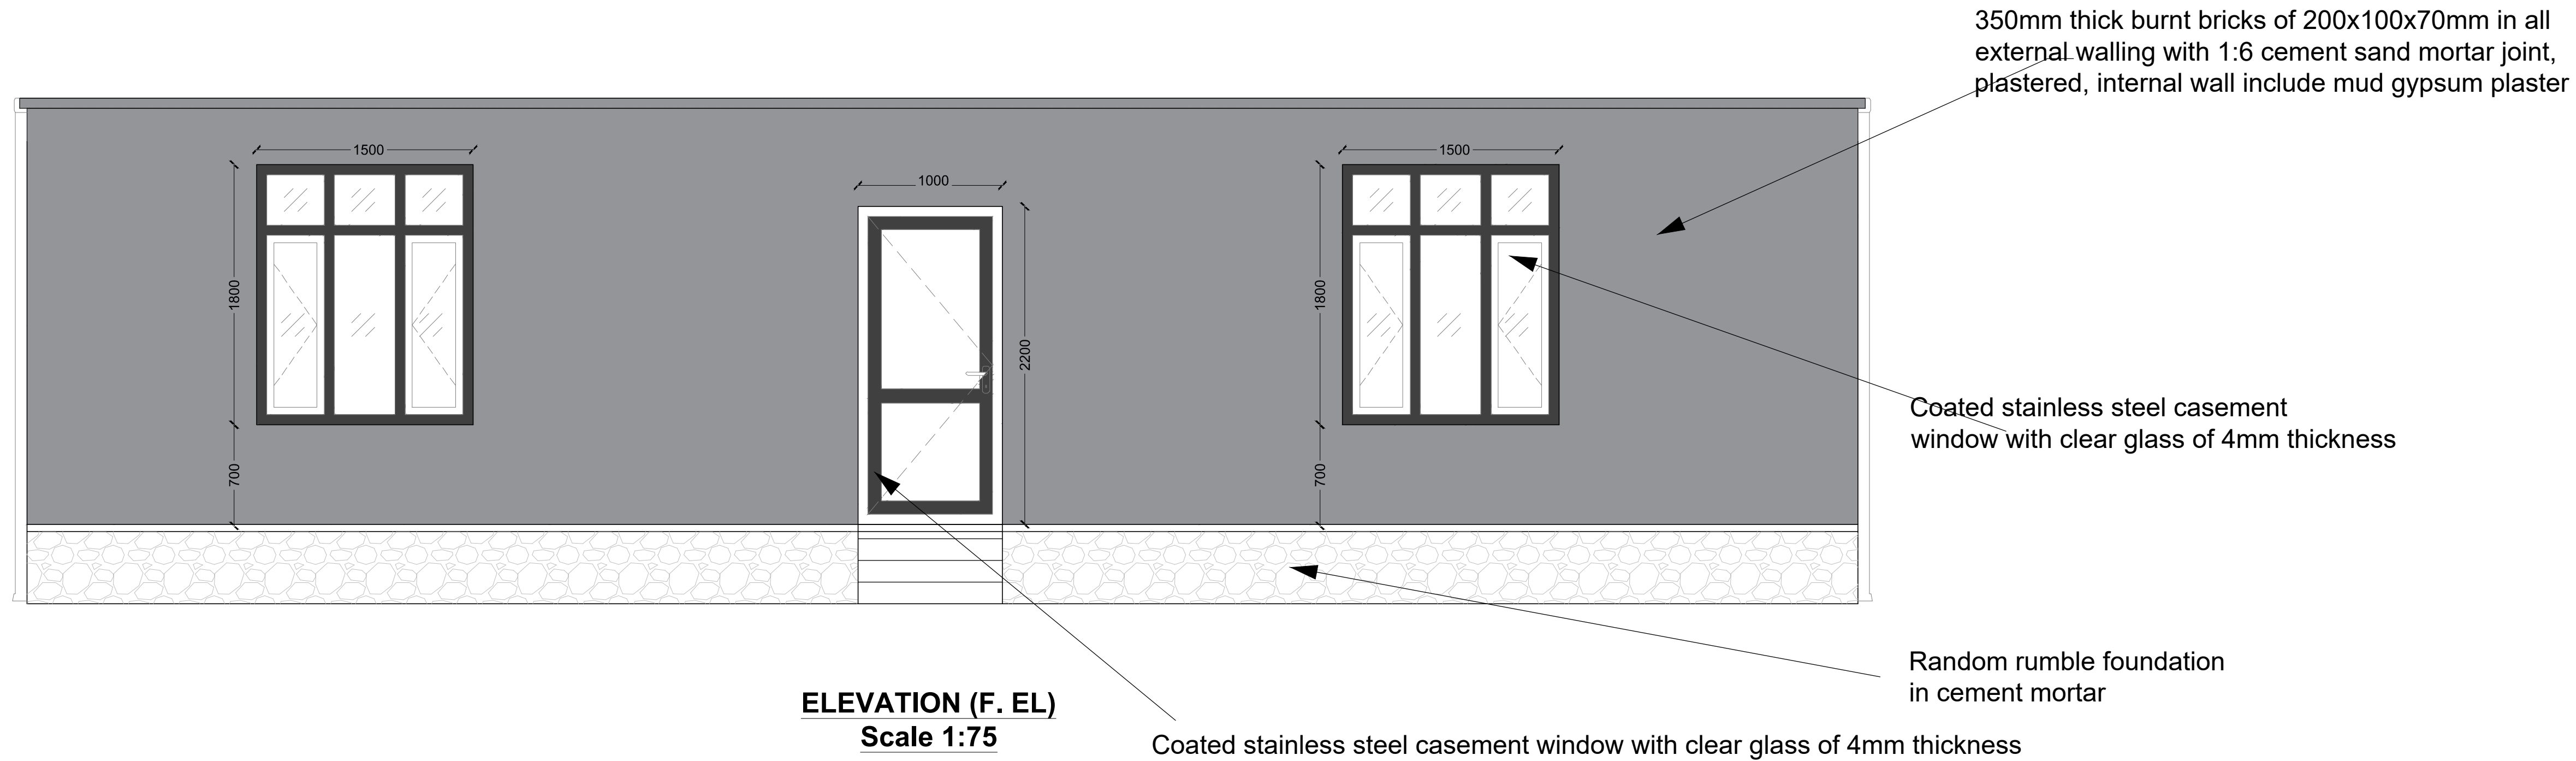 350mm thick burnt bricks of 200x100x70mm in all
external walling with 1:6 cement sand mortar joint,
plastered, internal wall include mud gypsum plaster
1500
1500
1000
1800
1800
2200
700
700
Coated stainless steel casement
window with clear glass of 4mm thickness
Random rumble foundation
in cement mortar
ELEVATION (F. EL)
Scale 1:75
Coated stainless steel casement window with clear glass of 4mm thickness